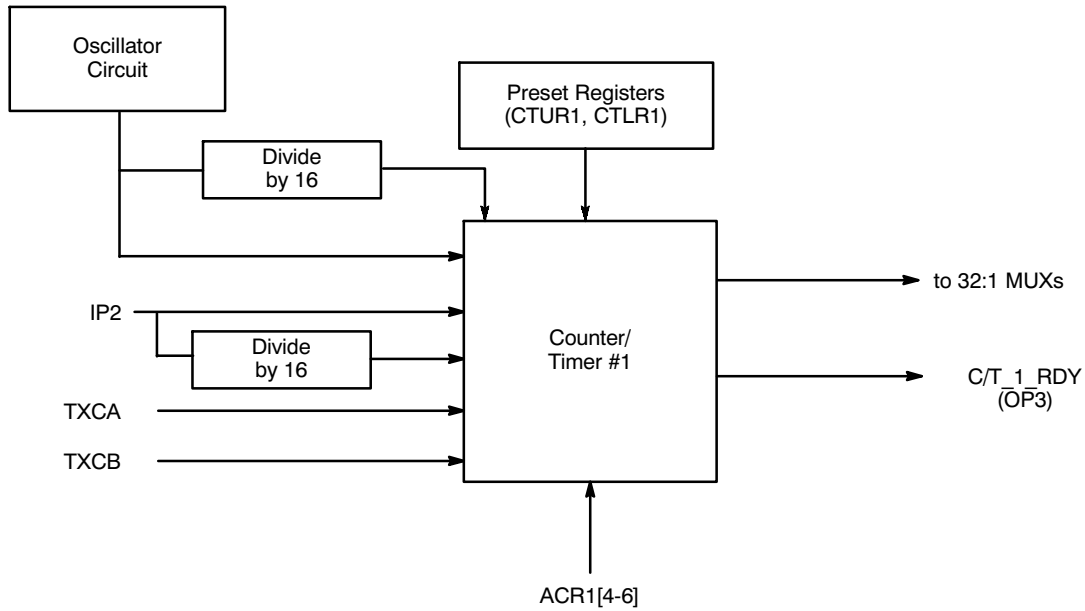 Oscillator
Circuit
Preset Registers
(CTUR1, CTLR1)
Divide
by 16
to 32:1 MUXs
IP2
Counter/
Timer #1
Divide
by 16
C/T_1_RDY
(OP3)
TXCA
TXCB
ACR1[4-6]